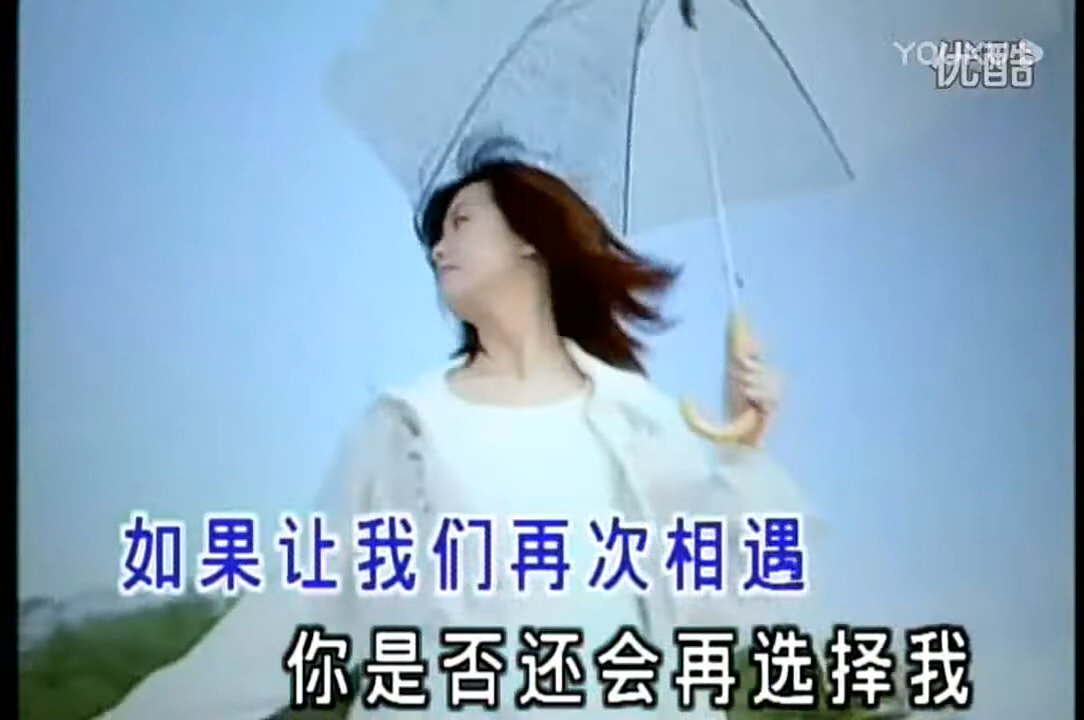 优酷
如果让我们再次相遇
你是否还会再选择我